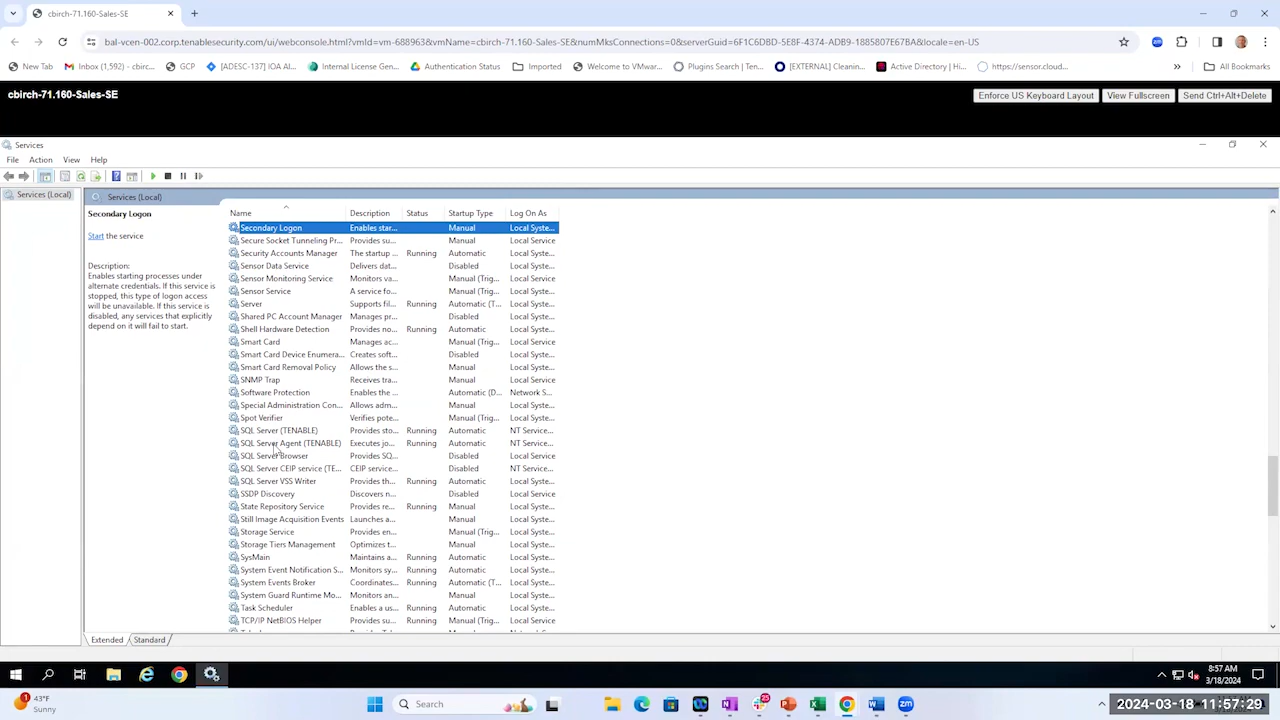 cbirch-71.160-Sales-SE
bal-vcen-002.corp.tenablesecurity.com/ui/webconsole.html?vmId=vm-688963&vmName=cbirch-71.160-Sales-SE&numMksConnections=0&serverGuid=6F1C6DBD-5E8F-4374-ADB9-1885807E67BA&locale=en-US
New Tab Inbox (1,592) - cbirc... GCP [ADESC-137] IOA Al... Internal License Gen... Authentication Status Imported Welcome to VMwar... Plugins Search | Ten... [EXTERNAL] Cleanin... Active Directory | Hi... https://sensor.cloud... » All Bookmarks
cbirch-71.160-Sales-SE Enforce US Keyboard Layout View Fullscreen Send Ctrl+Alt+Delete
Services
File Action View Help
Services (Local) Services (Local)
Secondary Logon
Start the service
Description:
Enables starting processes under
alternate credentials. If this service is
stopped, this type of logon access
will be unavailable. If this service is
disabled, any services that explicitly
depend on it will fail to start.
Name Description Status Startup Type Log On As
Secondary Logon Enables star... Manual Local Syste...
Secure Socket Tunneling Pr... Provides su... Manual Local Service
Security Accounts Manager The startup ... Running Automatic Local Syste...
Sensor Data Service Delivers dat... Disabled Local Syste...
Sensor Monitoring Service Monitors va... Manual (Trig... Local Service
Sensor Service A service fo... Manual (Trig... Local Syste...
Server Supports fil... Running Automatic (T... Local Syste...
Shared PC Account Manager Manages pr... Disabled Local Syste...
Shell Hardware Detection Provides no... Running Automatic Local Syste...
Smart Card Manages ac... Manual (Trig... Local Service
Smart Card Device Enumera... Creates soft... Disabled Local Syste...
Smart Card Removal Policy Allows the s... Manual Local Syste...
SNMP Trap Receives tra... Manual Local Service
Software Protection Enables the ... Automatic (D... Network S...
Special Administration Con... Allows adm... Manual Local Syste...
Spot Verifier Verifies pote... Manual (Trig... Local Syste...
SQL Server (TENABLE) Provides sto... Running Automatic NT Service...
SQL Server Agent (TENABLE) Executes jo... Running Automatic NT Service...
SQL Server Browser Provides SQ... Disabled Local Service
SQL Server CEIP service (TE... CEIP service... Disabled NT Service...
SQL Server VSS Writer Provides th... Running Automatic Local Syste...
SSDP Discovery Discovers n... Disabled Local Service
State Repository Service Provides re... Running Manual Local Syste...
Still Image Acquisition Events Launches a... Manual Local Syste...
Storage Service Provides en... Manual (Trig... Local Syste...
Storage Tiers Management Optimizes t... Manual Local Syste...
SysMain Maintains a... Running Automatic Local Syste...
System Event Notification S... Monitors sy... Running Automatic Local Syste...
System Events Broker Coordinates... Running Automatic (T... Local Syste...
System Guard Runtime Mo... Monitors an... Manual Local Syste...
Task Scheduler Enables a us... Running Automatic Local Syste...
TCP/IP NetBIOS Helper Provides su... Running Manual (Trig... Local Service
Extended Standard
8:57 AM
3/18/2024
43°F
Sunny
1
Search
25
2024-03-18 11:57:29